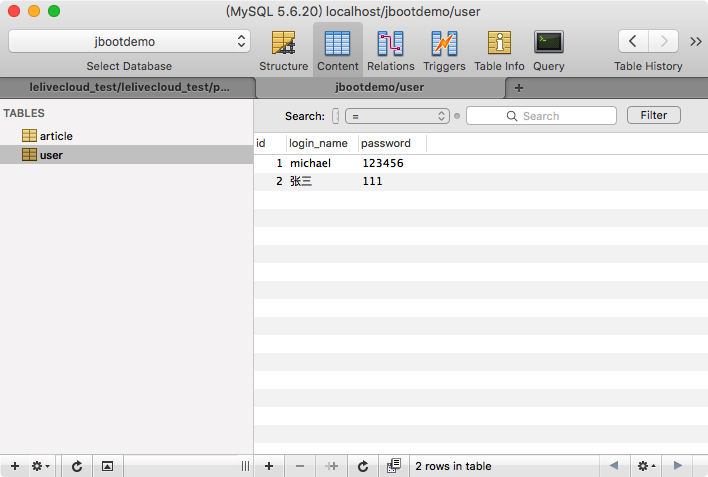 (MySQL 5.6.20) localhost/jbootdemo/user
jbootdemo
Select Database
Structure Content Relations Triggers Table Info Query Table History
lelivecloud_test/lelivecloud_test/p... jbootdemo/user
TABLES
article
user
Search: = Search Filter
id login_name password
1 michael 123456
2 张三 111
2 rows in table